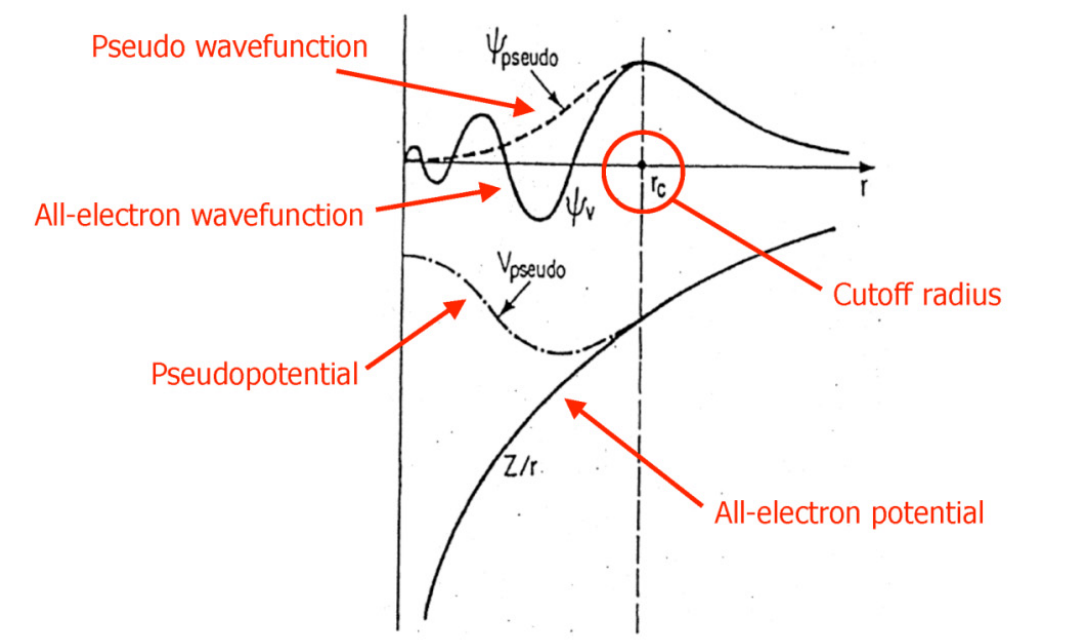 Pseudo wavefunction
Ψpseudo
All-electron wavefunction
Ψv
rc
r
Vpseudo
Cutoff radius
Pseudopotential
Z/r
All-electron potential